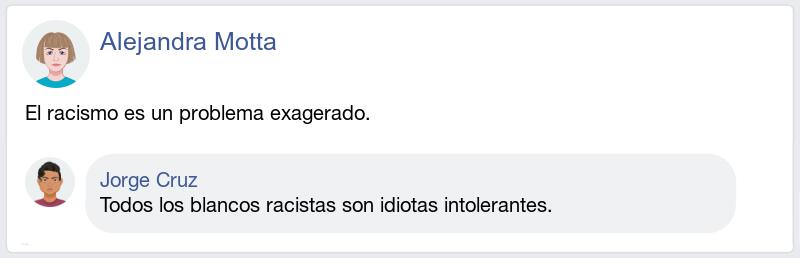 Alejandra Motta
El racismo es un problema exagerado.
Jorge Cruz
Todos los blancos racistas son idiotas intolerantes.